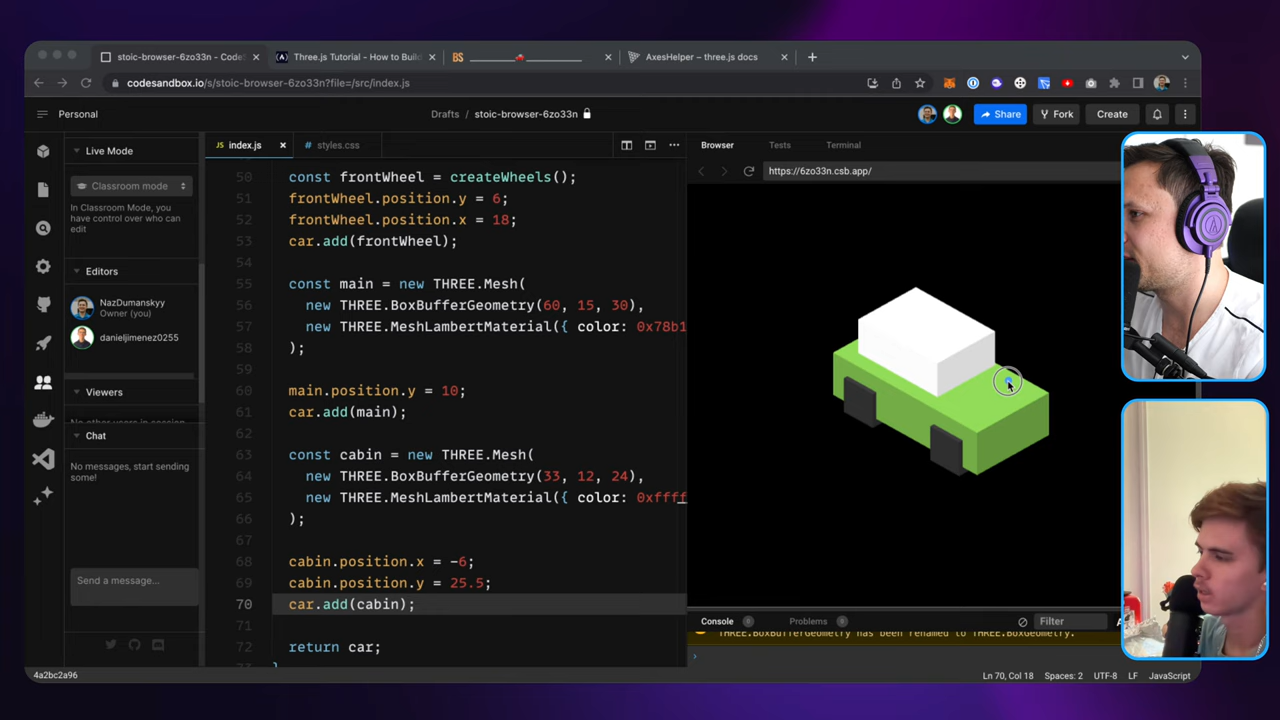 stoic-browser-6zo33n - CodeS
Three.js Tutorial - How to Build
BS
AxesHelper – three.js docs
codesandbox.io/s/stoic-browser-6zo33n?file=/src/index.js
Personal
Drafts / stoic-browser-6zo33n
Share
Fork
Create
Live Mode
Classroom mode
In Classroom Mode, you
have control over who can
edit
Editors
NazDumanskyy
Owner (you)
danieljimenez0255
Viewers
Chat
No messages, start sending
some!
Send a message...
JS index.js
styles.css
50 const frontWheel = createWheels();
51 frontWheel.position.y = 6;
52 frontWheel.position.x = 18;
53 car.add(frontWheel);
54
55 const main = new THREE.Mesh(
56 new THREE.BoxBufferGeometry(60, 15, 30),
57 new THREE.MeshLambertMaterial({ color: 0x78b1
58 );
59
60 main.position.y = 10;
61 car.add(main);
62
63 const cabin = new THREE.Mesh(
64 new THREE.BoxBufferGeometry(33, 12, 24),
65 new THREE.MeshLambertMaterial({ color: 0xffff
66 );
67
68 cabin.position.x = -6;
69 cabin.position.y = 25.5;
70 car.add(cabin);
71
72 return car;
Browser
Tests
Terminal
https://6zo33n.csb.app/
Console
Problems
Filter
THREE.BoxBufferGeometry has been renamed to THREE.BoxGeometry.
4a2bc2a96
Ln 70, Col 18
Spaces: 2
UTF-8
LF
JavaScript